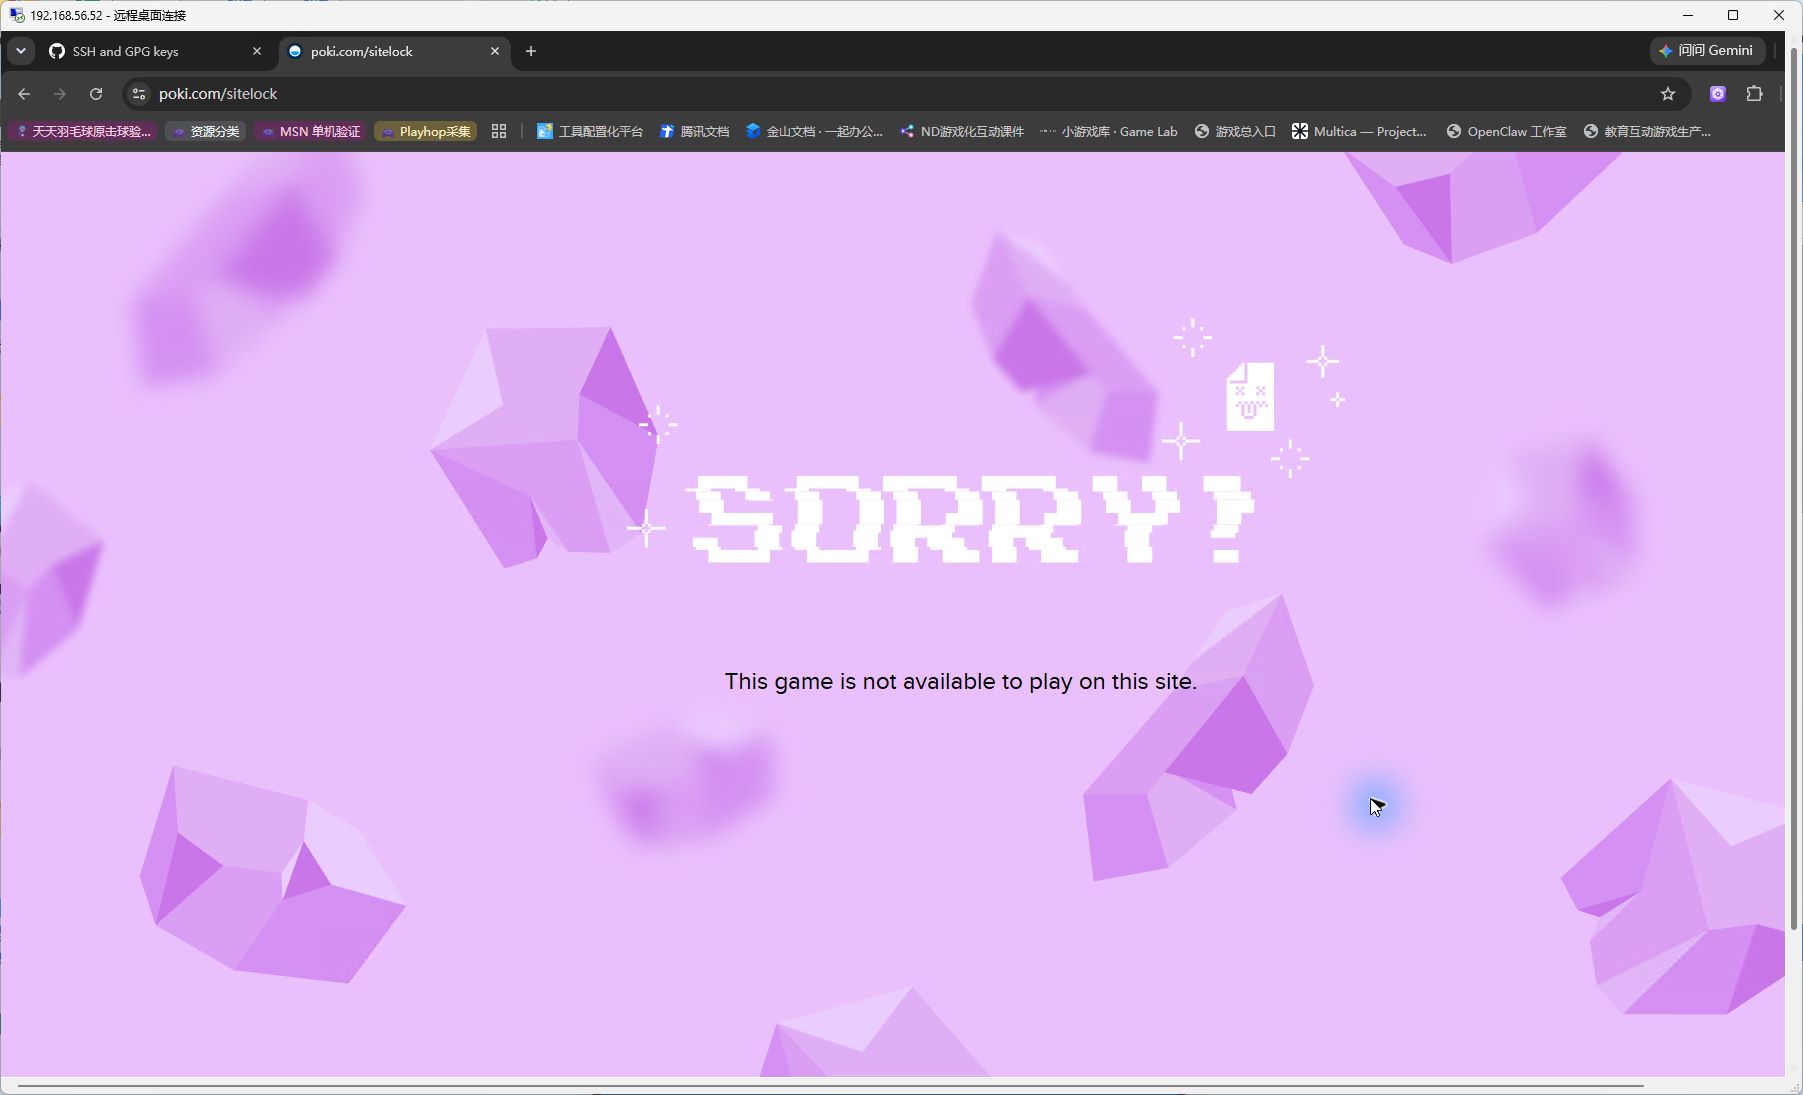 192.168.56.52 - 远程桌面连接
SSH and GPG keys
poki.com/sitelock
问问 Gemini
poki.com/sitelock
天天羽毛球原击球验...
资源分类
MSN 单机验证
Playhop采集
工具配置化平台
腾讯文档
金山文档 · 一起办公...
ND游戏化互动课件
小游戏库 · Game Lab
游戏总入口
Multica — Project...
OpenClaw 工作室
教育互动游戏生产...
SORRY!
This game is not available to play on this site.